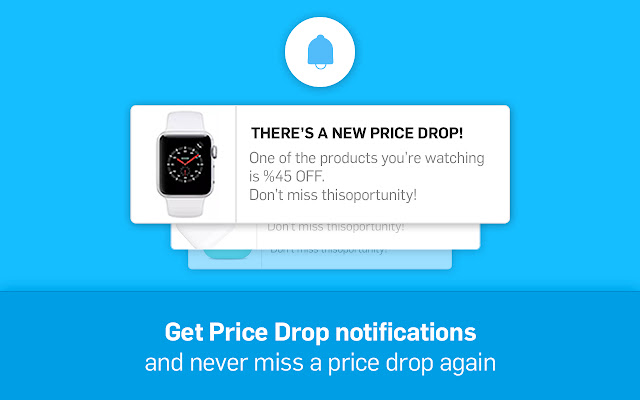 THERE'S A NEW PRICE DROP!
One of the products you're watching
is %45 OFF.
Don't miss thisoportunity!
Don't miss thisoportunity!
Don't miss thisoportunity!
Get Price Drop notifications
and never miss a price drop again